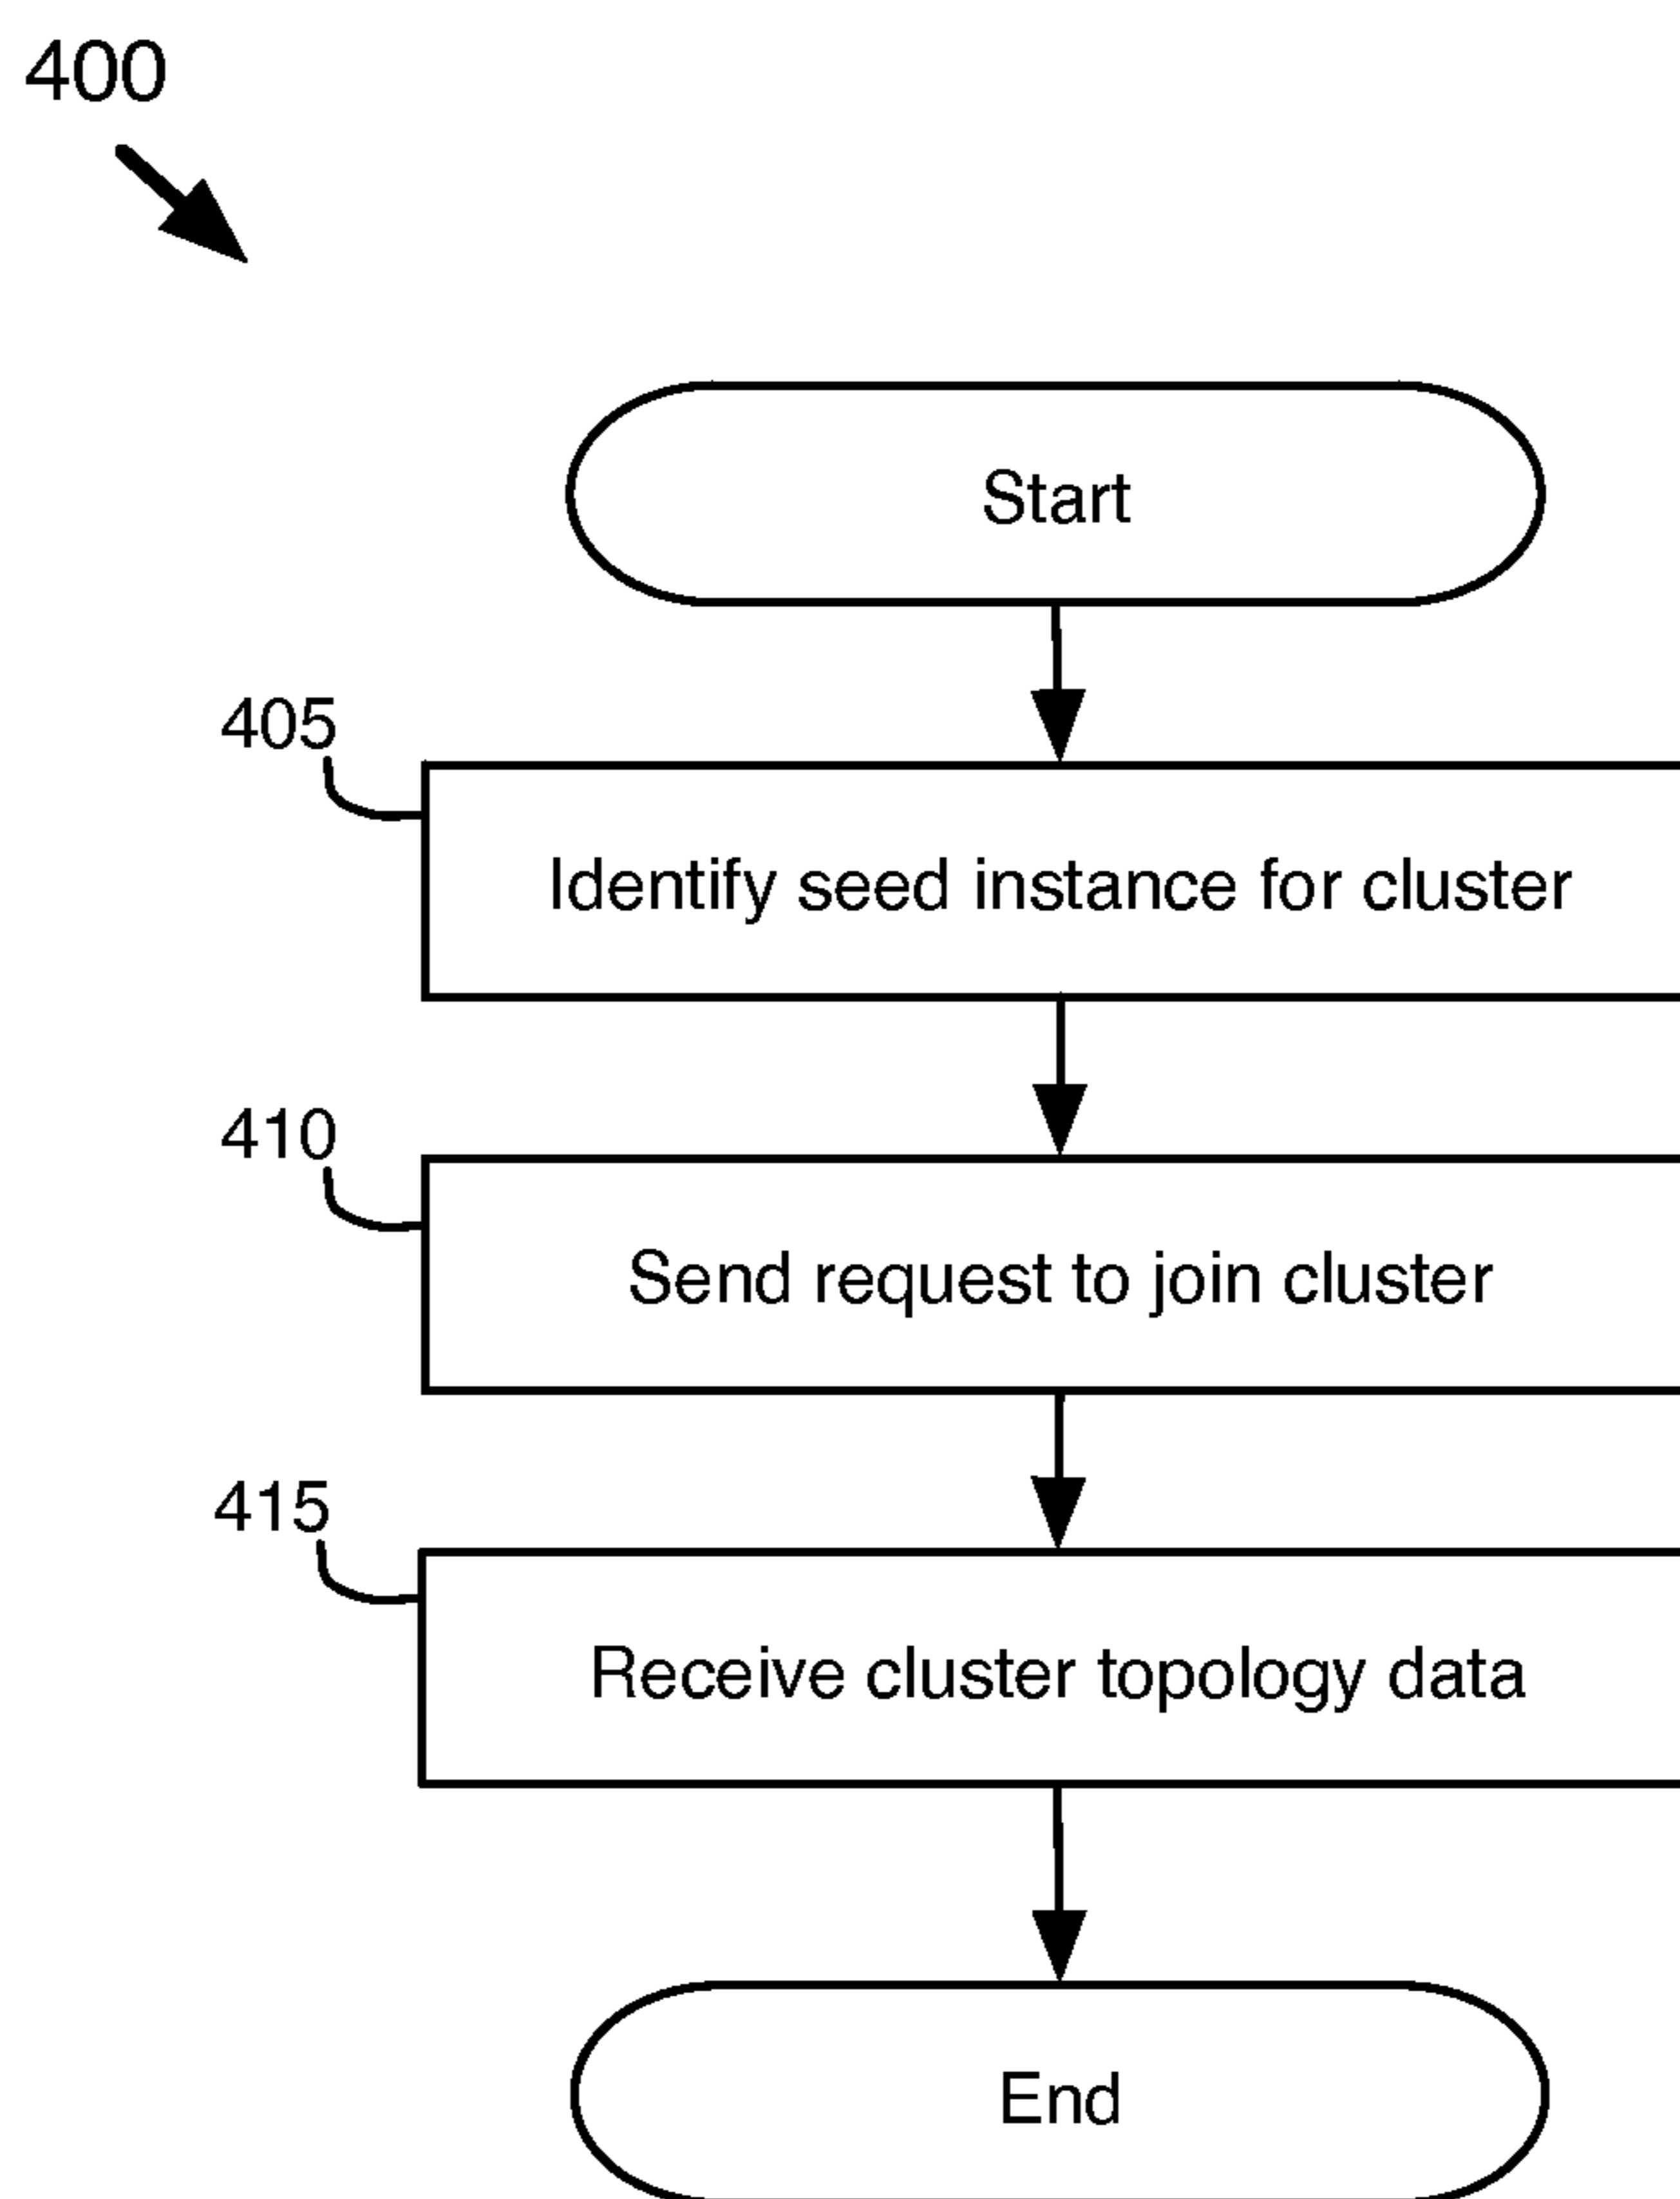 400
Start
405
Identify seed instance for cluster
410
Send request to join cluster
415
Receive cluster topology data
End